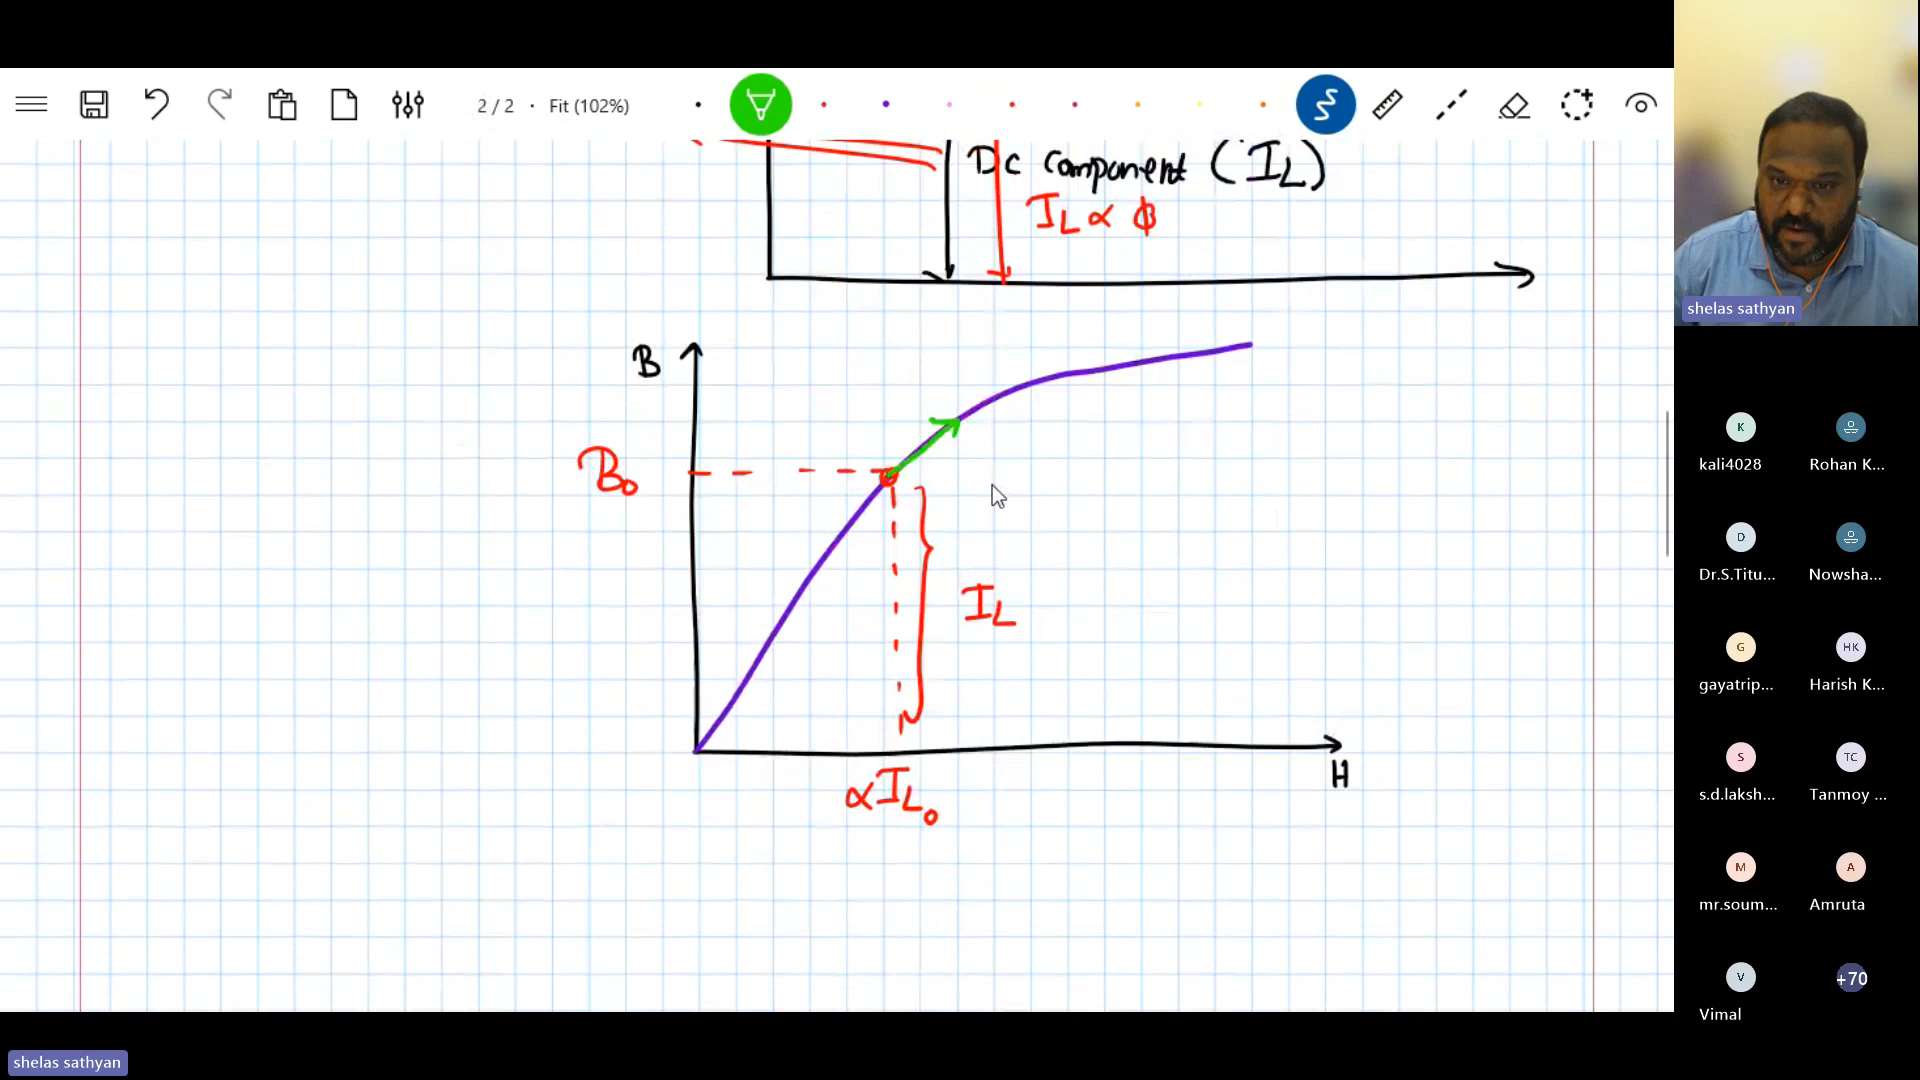 2 / 2 · Fit (102%)
DC component (IL)
IL ∝ ϕ
B
B₀
IL
∝ IL₀
H
shelas sathyan
K
kali4028
Rohan K...
D
Dr.S.Titu...
Nowsha...
G
gayatrip...
HK
Harish K...
S
s.d.laksh...
TC
Tanmoy ...
M
mr.soum...
A
Amruta
V
Vimal
+70
shelas sathyan